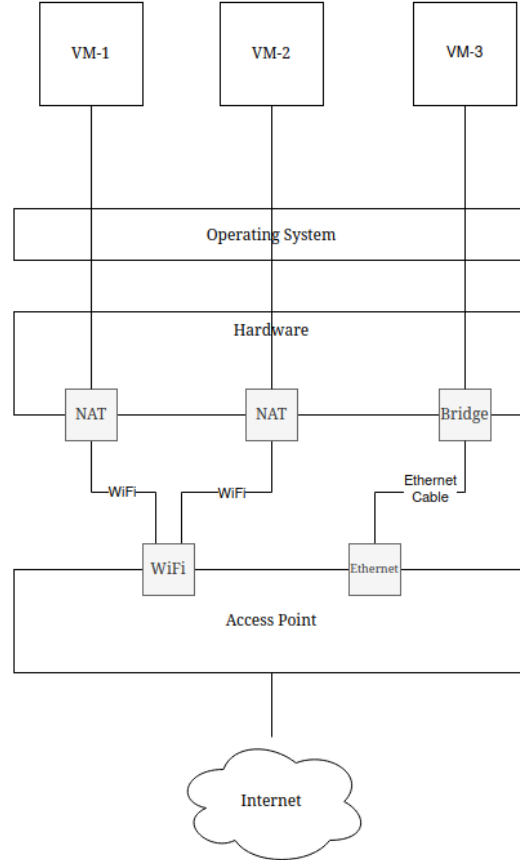 VM-1
VM-2
VM-3
Operating System
Hardware
NAT
NAT
Bridge
WiFi
WiFi
Ethernet
Cable
WiFi
Ethernet
Access Point
Internet